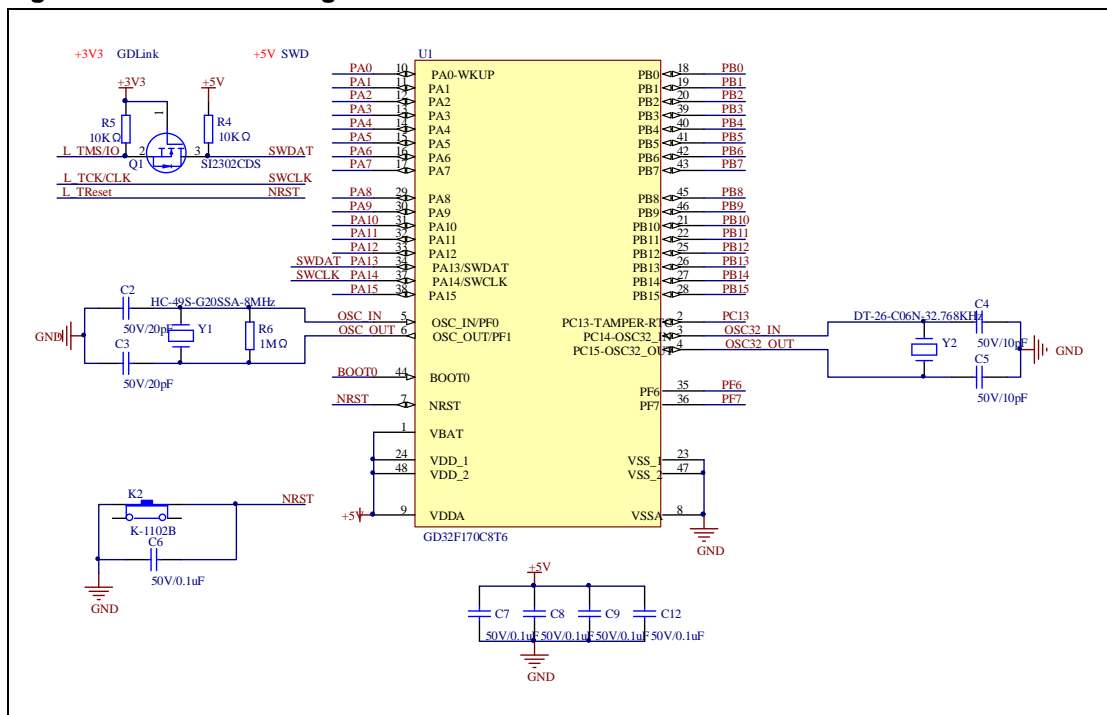 +3V3 GDLink +5V SWD
+3V3
+5V
1
R5
10KΩ
R4
10KΩ
L_TMS/IO 2 3 SWDAT
Q1 SI2302CDS
L_TCK/CLK SWCLK
L_TReset NRST
U1
PA0 10 PA0-WKUP PB0 18 PB0
PA1 11 PA1 PB1 19 PB1
PA2 12 PA2 PB2 20 PB2
PA3 13 PA3 PB3 39 PB3
PA4 14 PA4 PB4 40 PB4
PA5 15 PA5 PB5 41 PB5
PA6 16 PA6 PB6 42 PB6
PA7 17 PA7 PB7 43 PB7
PA8 29 PA8 PB8 45 PB8
PA9 30 PA9 PB9 46 PB9
PA10 31 PA10 PB10 21 PB10
PA11 32 PA11 PB11 22 PB11
PA12 33 PA12 PB12 25 PB12
SWDAT PA13 34 PA13/SWDAT PB13 26 PB13
SWCLK PA14 37 PA14/SWCLK PB14 27 PB14
PA15 38 PA15 PB15 28 PB15
OSC_IN 5 OSC_IN/PF0 PC13-TAMPER-RTC 2 PC13
OSC_OUT 6 OSC_OUT/PF1 PC14-OSC32_IN 3 OSC32_IN
PC15-OSC32_OUT 4 OSC32_OUT
BOOT0 44 BOOT0 PF6 35 PF6
NRST 7 NRST PF7 36 PF7
1 VBAT
24 VDD_1 VSS_1 23
48 VDD_2 VSS_2 47
+5V 9 VDDA VSSA 8
GD32F170C8T6
GND
C2 HC-49S-G20SSA-8MHz
50V/20pF Y1 R6
GND 1MΩ
C3
50V/20pF
C4
DT-26-C06N-32.768KHz
50V/10pF
Y2 GND
C5
50V/10pF
K2 NRST
K-1102B
C6
50V/0.1uF
GND
+5V
C7 C8 C9 C12
50V/0.1uF 50V/0.1uF 50V/0.1uF 50V/0.1uF
GND